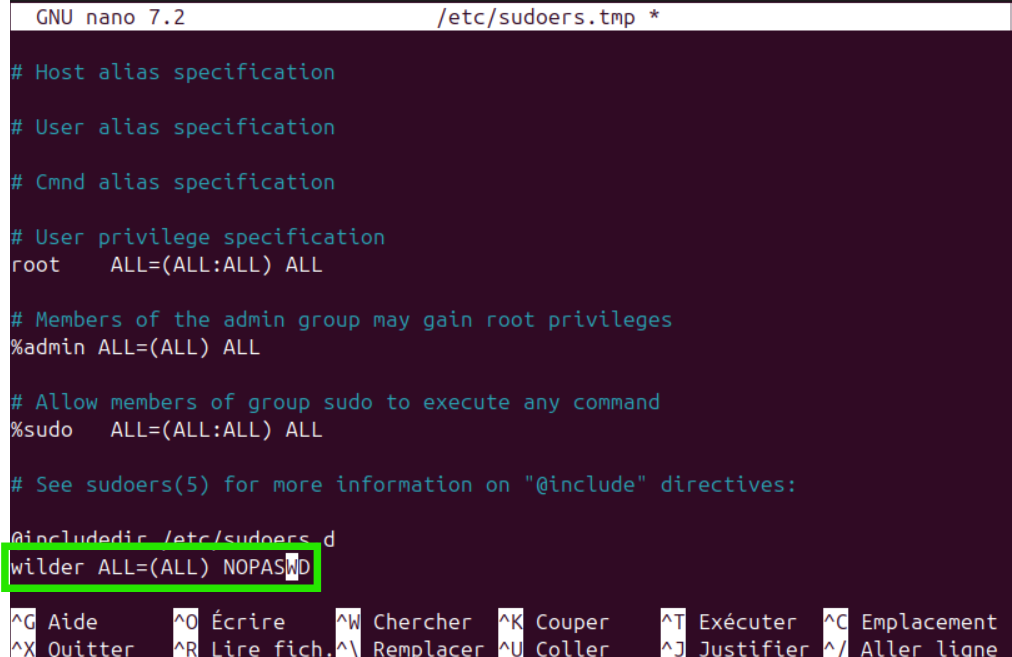 GNU nano 7.2 /etc/sudoers.tmp *
# Host alias specification
# User alias specification
# Cmnd alias specification
# User privilege specification
root ALL=(ALL:ALL) ALL
# Members of the admin group may gain root privileges
%admin ALL=(ALL) ALL
# Allow members of group sudo to execute any command
%sudo ALL=(ALL:ALL) ALL
# See sudoers(5) for more information on "@include" directives:
@includedir /etc/sudoers.d
wilder ALL=(ALL) NOPASWD
^G Aide ^O Écrire ^W Chercher ^K Couper ^T Exécuter ^C Emplacement
^X Quitter ^R Lire fich. ^\ Remplacer ^U Coller ^J Justifier ^/ Aller ligne